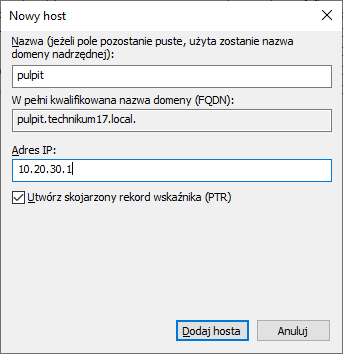 Nowy host
Nazwa (jeżeli pole pozostanie puste, użyta zostanie nazwa
domeny nadrzędnej):
pulpit
W pełni kwalifikowana nazwa domeny (FQDN):
pulpit.technikum17.local.
Adres IP:
10.20.30.1
Utwórz skojarzony rekord wskaźnika (PTR)
Dodaj hosta
Anuluj